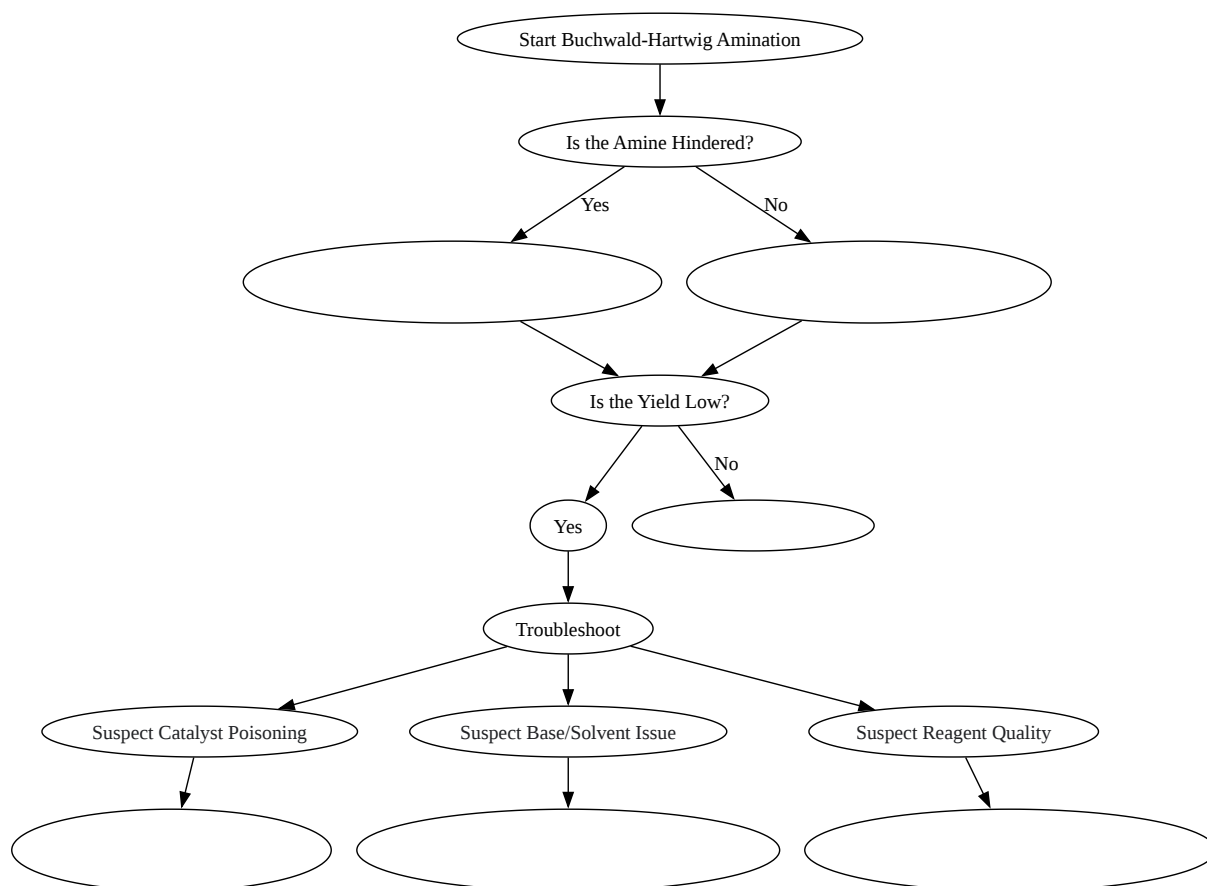 Start Buchwald-Hartwig Amination
Is the Amine Hindered?
Yes
No
Is the Yield Low?
No
Yes
Troubleshoot
Suspect Catalyst Poisoning
Suspect Base/Solvent Issue
Suspect Reagent Quality